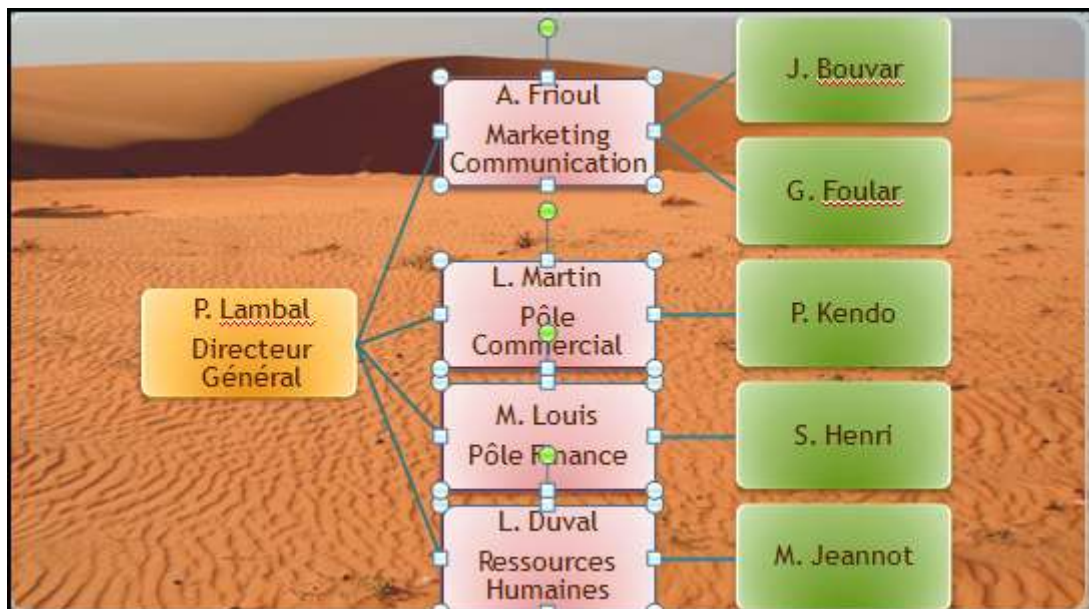 P. Lambal
Directeur
Général
A. Frioul
Marketing
Communication
L. Martin
Pôle
Commercial
M. Louis
Pôle Finance
L. Duval
Ressources
Humaines
J. Bouvar
G. Foular
P. Kendo
S. Henri
M. Jeannot